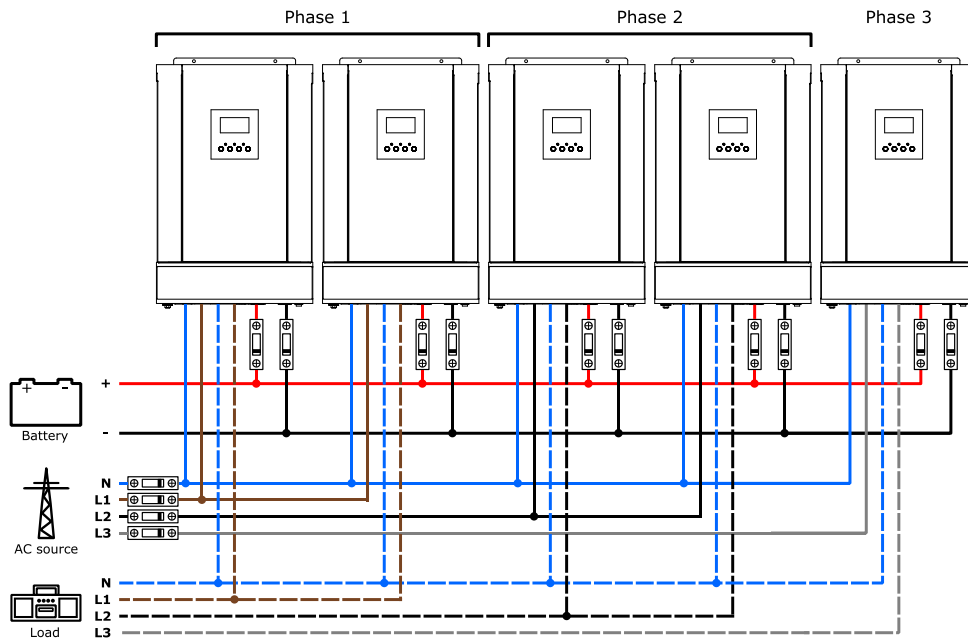 Phase 1
Phase 2
Phase 3
+
-
+ -
Battery
N
L1
L2
L3
AC source
N
L1
L2
L3
Load